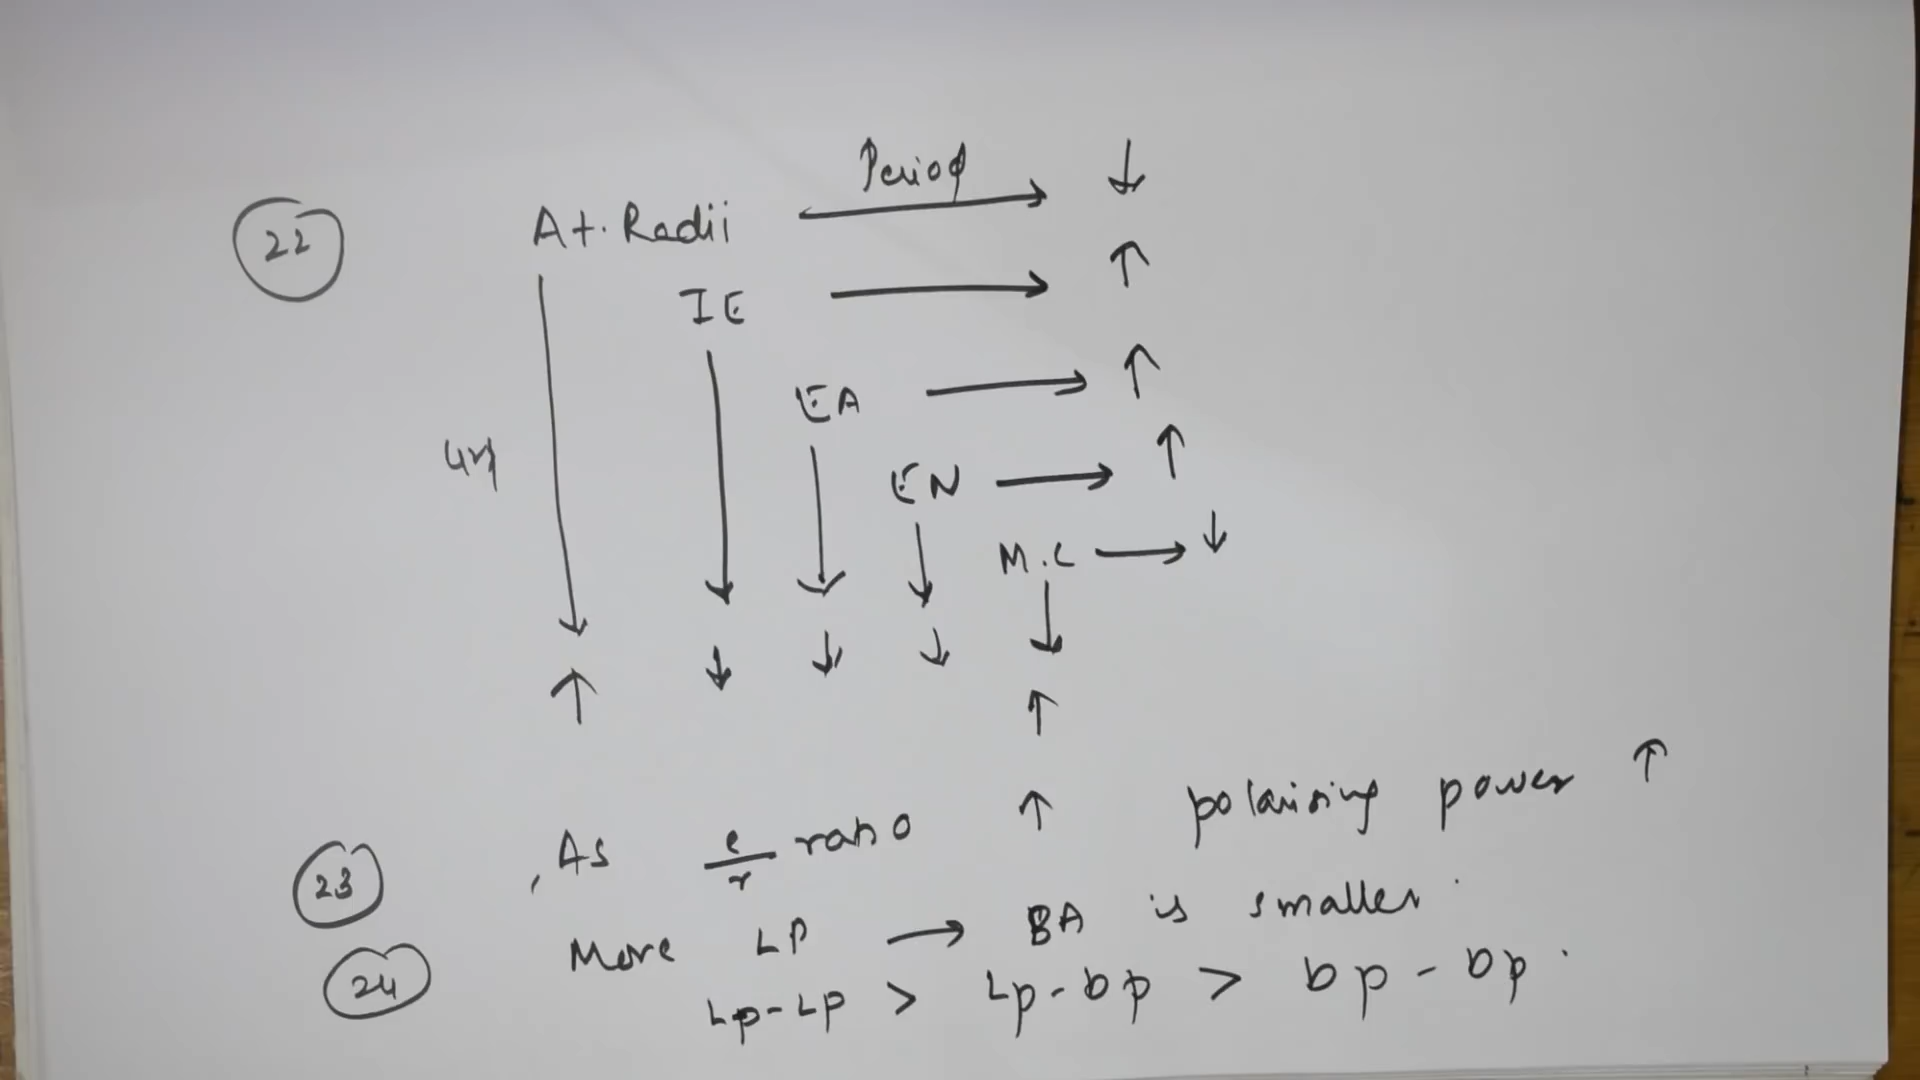 Period ↓
22 At. Radii → 
IE → ↑
EA → ↑
EN → ↑
M.C → ↓
↑ ↓ ↓ ↓ ↑
23 As e/r ratio ↑ polarising power ↑
24 More LP → BA is smaller
Lp-Lp > Lp-bp > bp-bp.